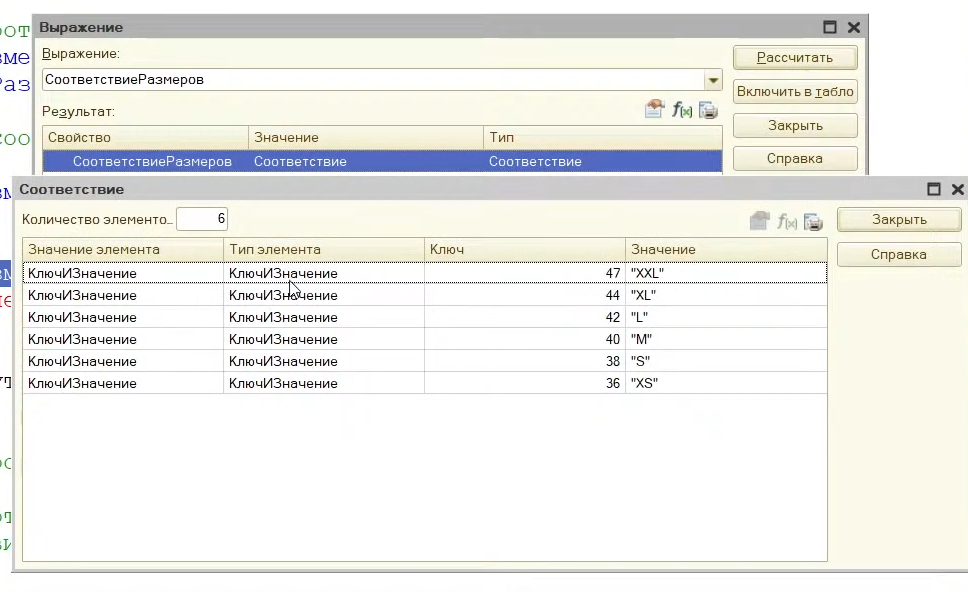 Выражение
Выражение:
СоответствиеРазмеров
Рассчитать
Включить в табло
Результат:
f(x)
Закрыть
Свойство Значение Тип
СоответствиеРазмеров Соответствие Соответствие
Справка
Соответствие
Количество элементо... 6
f(x)
Закрыть
Справка
Значение элемента Тип элемента Ключ Значение
КлючИЗначение КлючИЗначение 47 "XXL"
КлючИЗначение КлючИЗначение 44 "XL"
КлючИЗначение КлючИЗначение 42 "L"
КлючИЗначение КлючИЗначение 40 "M"
КлючИЗначение КлючИЗначение 38 "S"
КлючИЗначение КлючИЗначение 36 "XS"